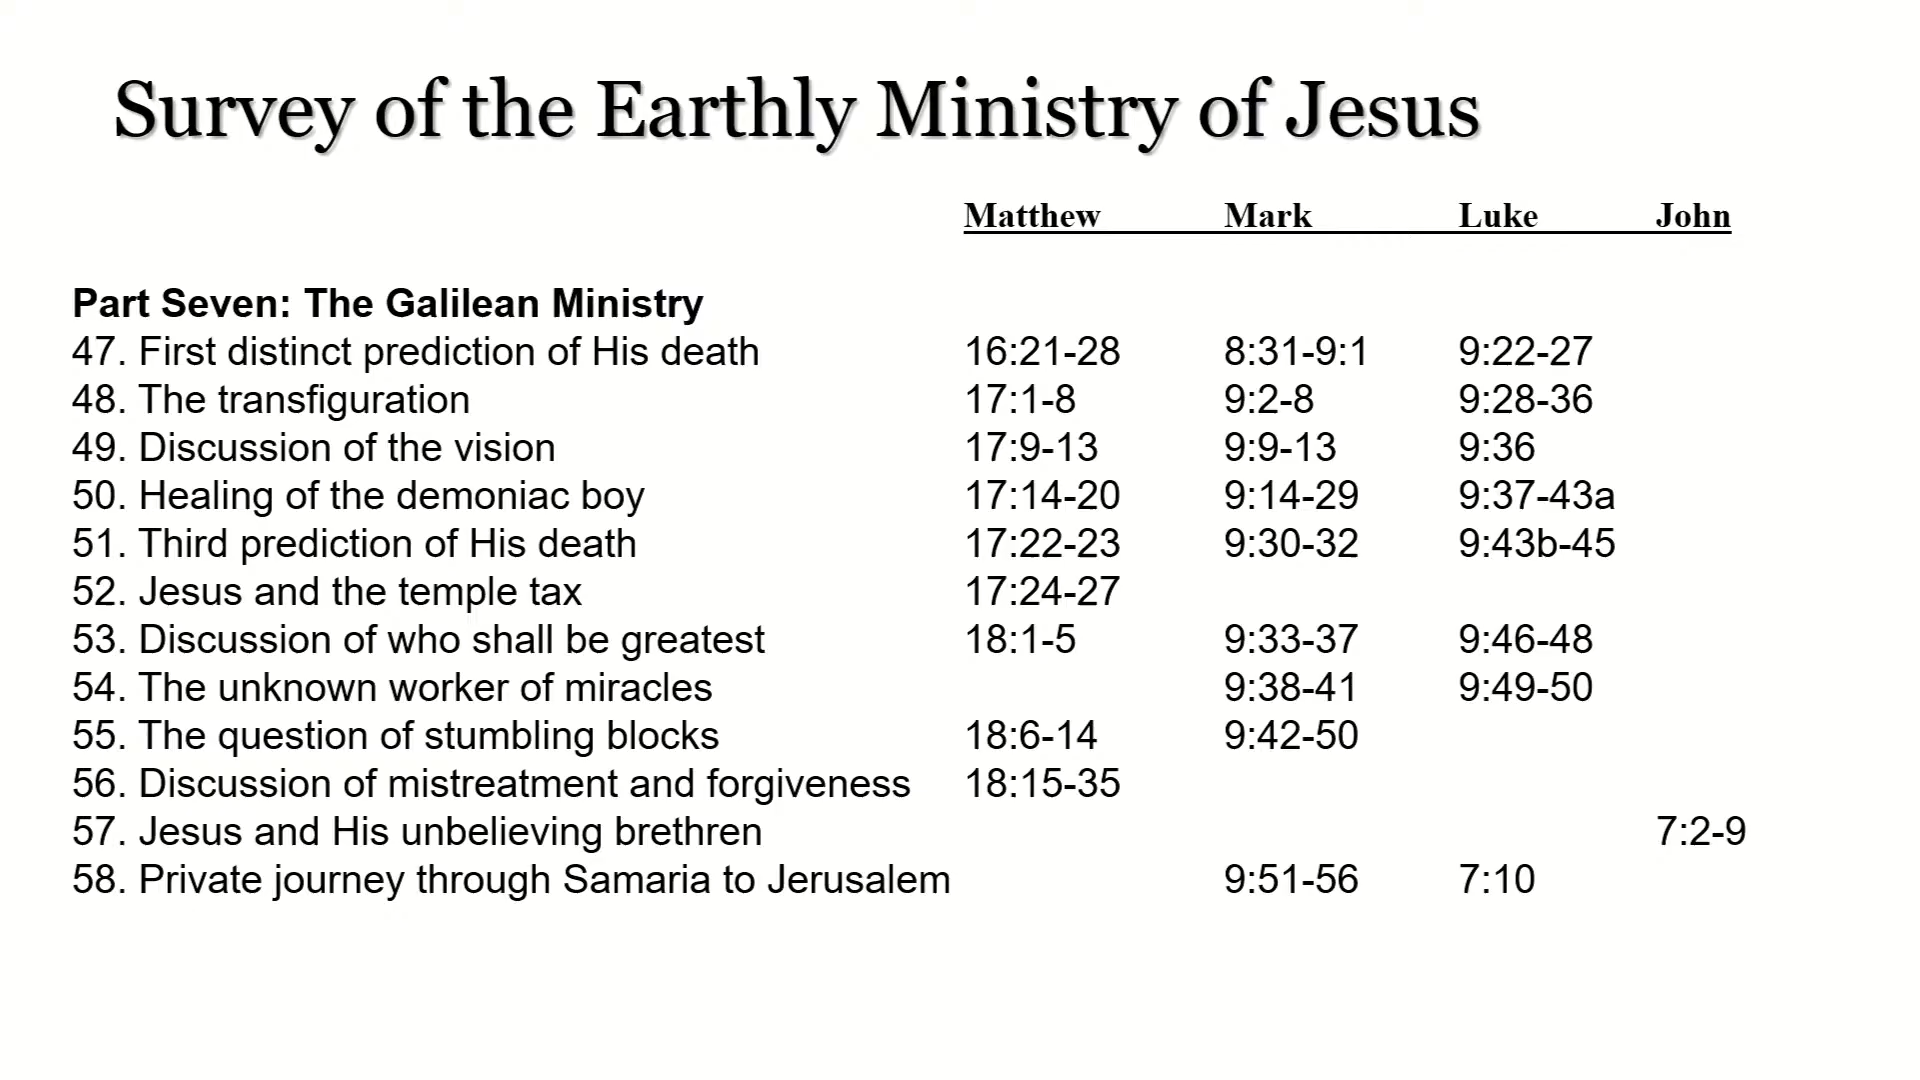 Survey of the Earthly Ministry of Jesus
Matthew Mark Luke John
Part Seven: The Galilean Ministry
47. First distinct prediction of His death 16:21-28 8:31-9:1 9:22-27
48. The transfiguration 17:1-8 9:2-8 9:28-36
49. Discussion of the vision 17:9-13 9:9-13 9:36
50. Healing of the demoniac boy 17:14-20 9:14-29 9:37-43a
51. Third prediction of His death 17:22-23 9:30-32 9:43b-45
52. Jesus and the temple tax 17:24-27
53. Discussion of who shall be greatest 18:1-5 9:33-37 9:46-48
54. The unknown worker of miracles 9:38-41 9:49-50
55. The question of stumbling blocks 18:6-14 9:42-50
56. Discussion of mistreatment and forgiveness 18:15-35
57. Jesus and His unbelieving brethren 7:2-9
58. Private journey through Samaria to Jerusalem 9:51-56 7:10